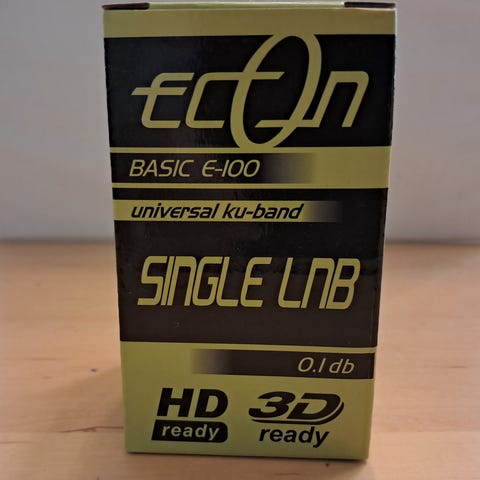 ECOn
BASIC E-100
universal ku-band
SINGLE LNB
0.1 db
HD
ready
3D
ready